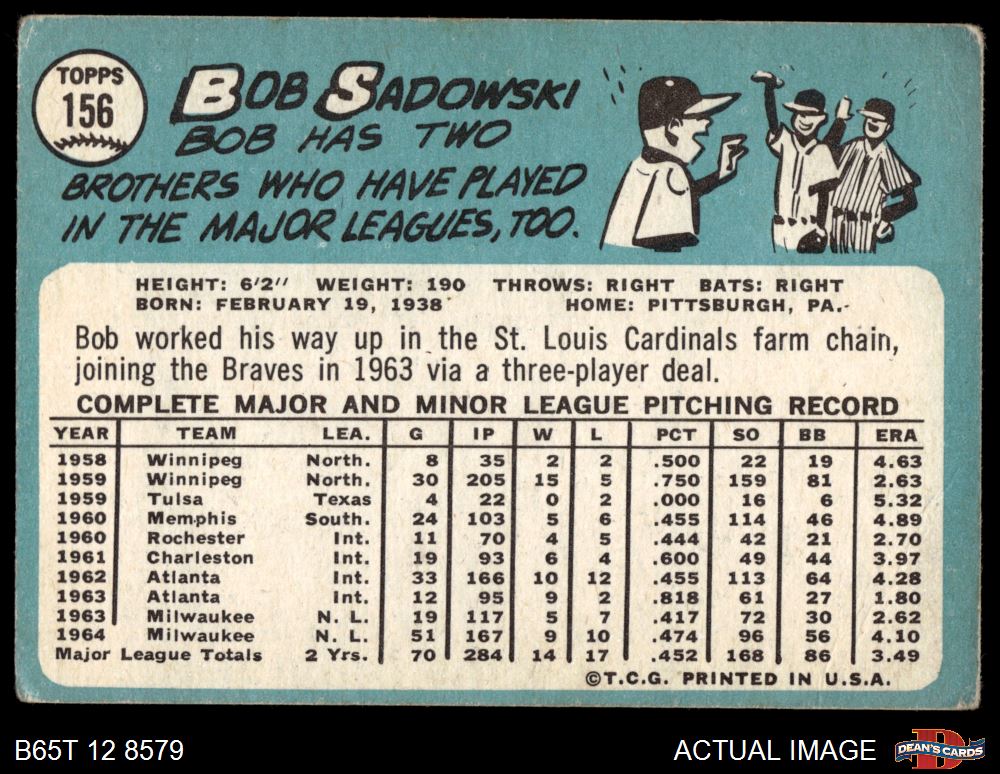 TOPPS
156
BOB SADOWSKI
BOB HAS TWO
BROTHERS WHO HAVE PLAYED
IN THE MAJOR LEAGUES, TOO.
HEIGHT: 6'2" WEIGHT: 190 THROWS: RIGHT BATS: RIGHT
BORN: FEBRUARY 19, 1938 HOME: PITTSBURGH, PA.
Bob worked his way up in the St. Louis Cardinals farm chain,
joining the Braves in 1963 via a three-player deal.
COMPLETE MAJOR AND MINOR LEAGUE PITCHING RECORD
YEAR TEAM LEA. G IP W L PCT SO BB ERA
1958 Winnipeg North. 8 35 2 2 .500 22 19 4.63
1959 Winnipeg North. 30 205 15 5 .750 159 81 2.63
1959 Tulsa Texas 4 22 0 2 .000 16 6 5.32
1960 Memphis South. 24 103 5 6 .455 114 46 4.89
1960 Rochester Int. 11 70 4 5 .444 42 21 2.70
1961 Charleston Int. 19 93 6 4 .600 49 44 3.97
1962 Atlanta Int. 33 166 10 12 .455 113 64 4.28
1963 Atlanta Int. 12 95 9 2 .818 61 27 1.80
1963 Milwaukee N. L. 19 117 5 7 .417 72 30 2.62
1964 Milwaukee N. L. 51 167 9 10 .474 96 56 4.10
Major League Totals 2 Yrs. 70 284 14 17 .452 168 86 3.49
©T.C.G. PRINTED IN U.S.A.
B65T 12 8579
ACTUAL IMAGE
D
DEAN'S CARDS